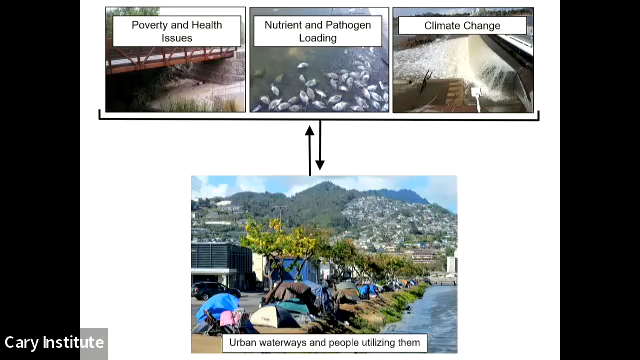 Poverty and Health
Issues
Nutrient and Pathogen
Loading
Climate Change
Urban waterways and people utilizing them
Cary Institute